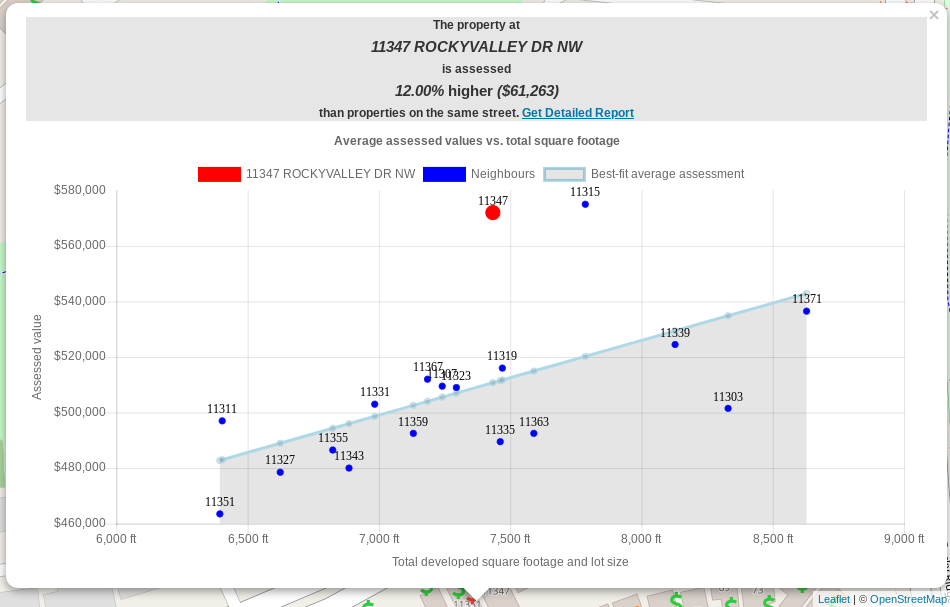 ×
The property at
11347 ROCKYVALLEY DR NW
is assessed
12.00% higher ($61,263)
than properties on the same street. Get Detailed Report
Average assessed values vs. total square footage
11347 ROCKYVALLEY DR NW Neighbours Best-fit average assessment
$580,000
11315
11347
$560,000
$540,000
11371
11339
$520,000
11319
11367
11307
11323
11331
11303
11311
$500,000
11359
11363
11335
11355
11343
11327
$480,000
11351
$460,000
Assessed value
6,000 ft 6,500 ft 7,000 ft 7,500 ft 8,000 ft 8,500 ft 9,000 ft
Total developed square footage and lot size
Leaflet | © OpenStreetMap